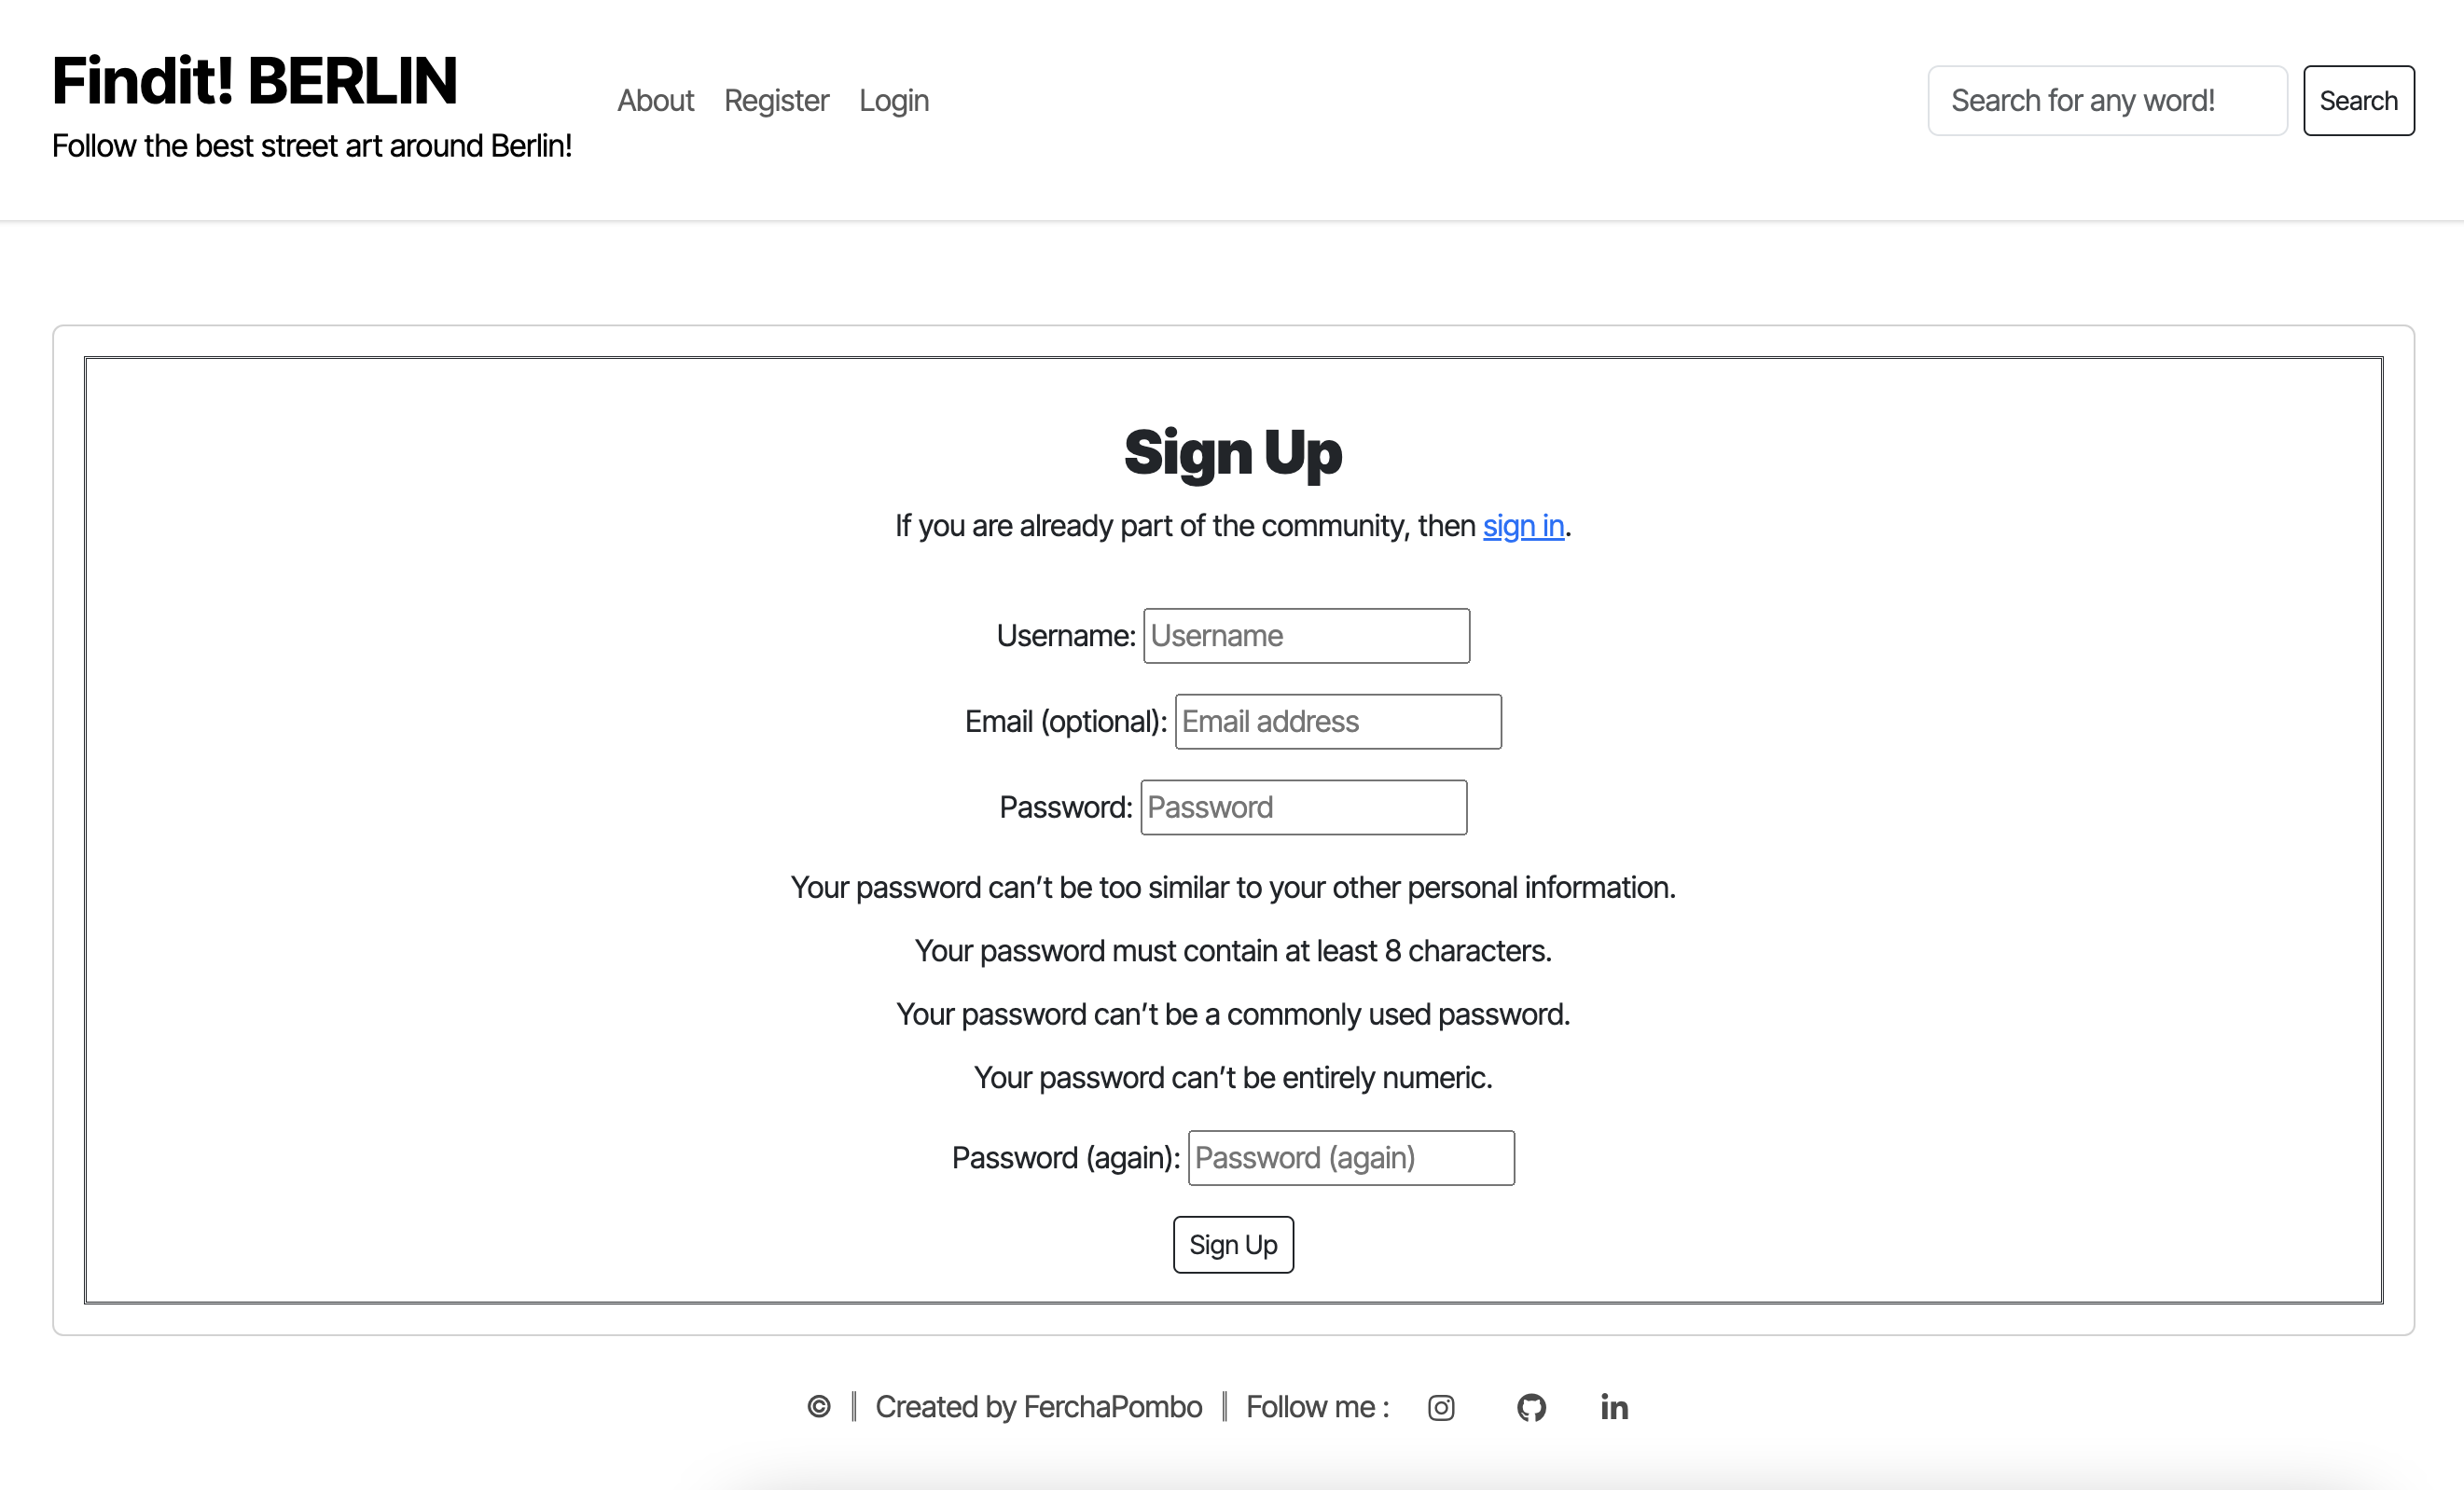 Findit! BERLIN
Follow the best street art around Berlin!
About Register Login
Search for any word! Search
Sign Up
If you are already part of the community, then sign in.
Username: Username
Email (optional): Email address
Password: Password
Your password can’t be too similar to your other personal information.
Your password must contain at least 8 characters.
Your password can’t be a commonly used password.
Your password can’t be entirely numeric.
Password (again): Password (again)
Sign Up
© || Created by FerchaPombo || Follow me :